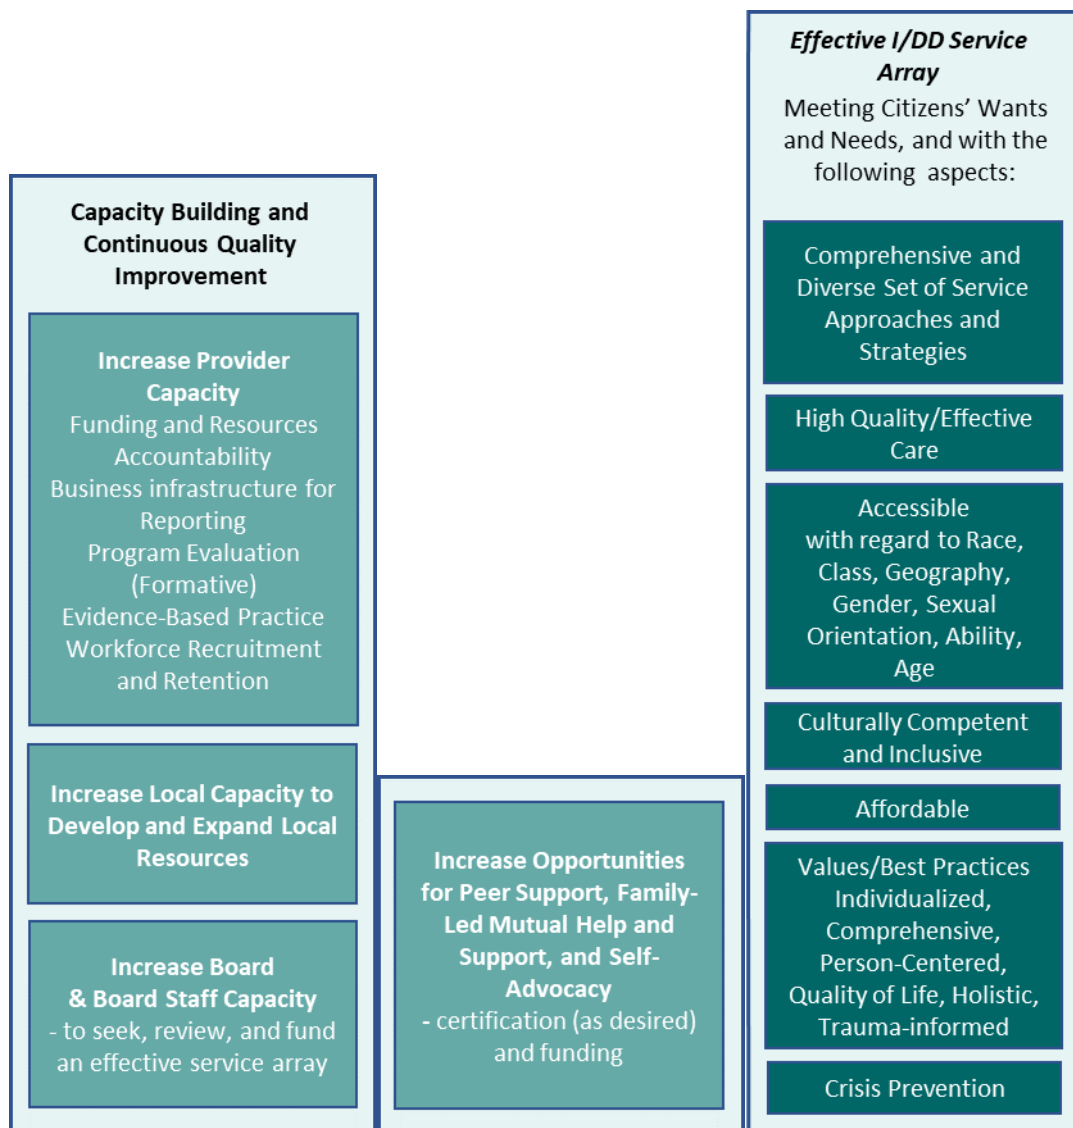 Capacity Building and
Continuous Quality
Improvement
Increase Provider
Capacity
Funding and Resources
Accountability
Business infrastructure for
Reporting
Program Evaluation
(Formative)
Evidence-Based Practice
Workforce Recruitment
and Retention
Increase Local Capacity to
Develop and Expand Local
Resources
Increase Board
& Board Staff Capacity
- to seek, review, and fund
an effective service array
Increase Opportunities
for Peer Support, Family-
Led Mutual Help and
Support, and Self-
Advocacy
- certification (as desired)
and funding
Effective I/DD Service
Array
Meeting Citizens’ Wants
and Needs, and with the
following aspects:
Comprehensive and
Diverse Set of Service
Approaches and
Strategies
High Quality/Effective
Care
Accessible
with regard to Race,
Class, Geography,
Gender, Sexual
Orientation, Ability,
Age
Culturally Competent
and Inclusive
Affordable
Values/Best Practices
Individualized,
Comprehensive,
Person-Centered,
Quality of Life, Holistic,
Trauma-informed
Crisis Prevention